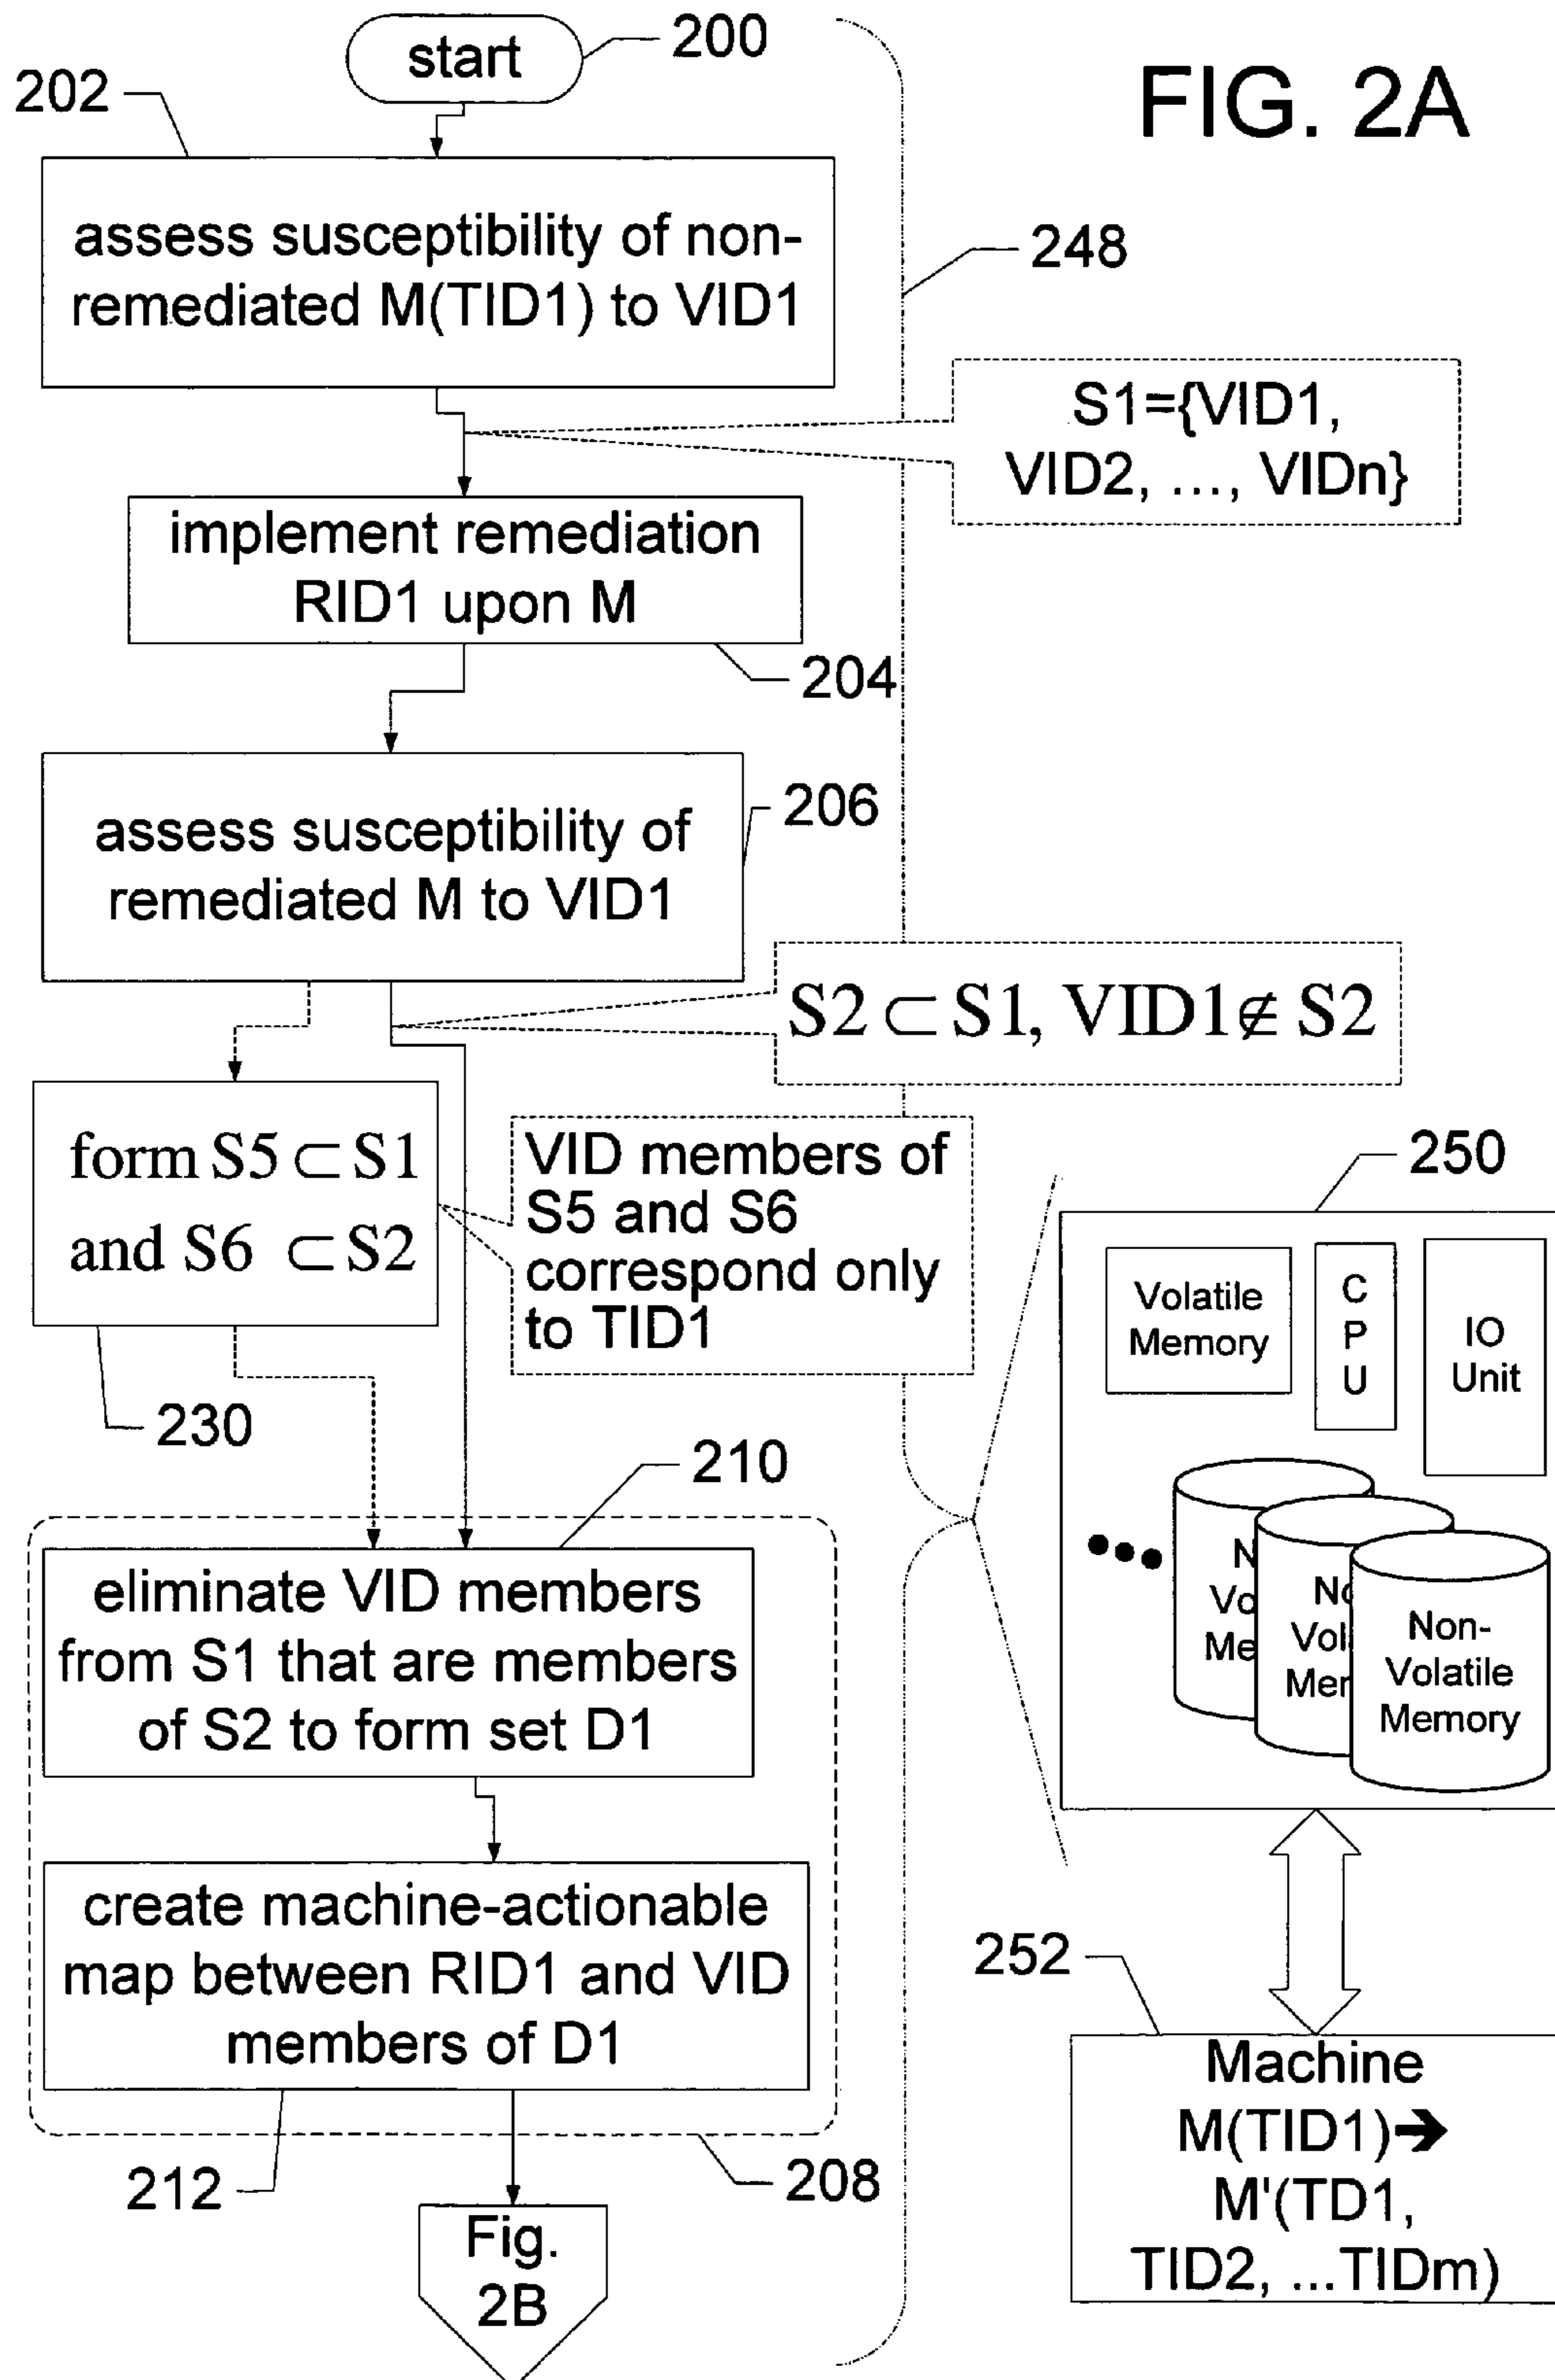 start
200
FIG. 2A
202
assess susceptibility of non-
remediated M(TID1) to VID1
248
S1={VID1,
VID2, ..., VIDn}
implement remediation
RID1 upon M
204
assess susceptibility of
remediated M to VID1
206
S2 ⊂ S1, VID1 ∉ S2
form S5 ⊂ S1
and S6 ⊂ S2
230
VID members of
S5 and S6
correspond only
to TID1
250
Volatile
Memory
C
P
U
IO
Unit
N
Vo
Me
No
Vol
Mem
Non-
Volatile
Memory
210
eliminate VID members
from S1 that are members
of S2 to form set D1
create machine-actionable
map between RID1 and VID
members of D1
212
208
Fig.
2B
252
Machine
M(TID1)➔
M'(TD1,
TID2, ...TIDm)